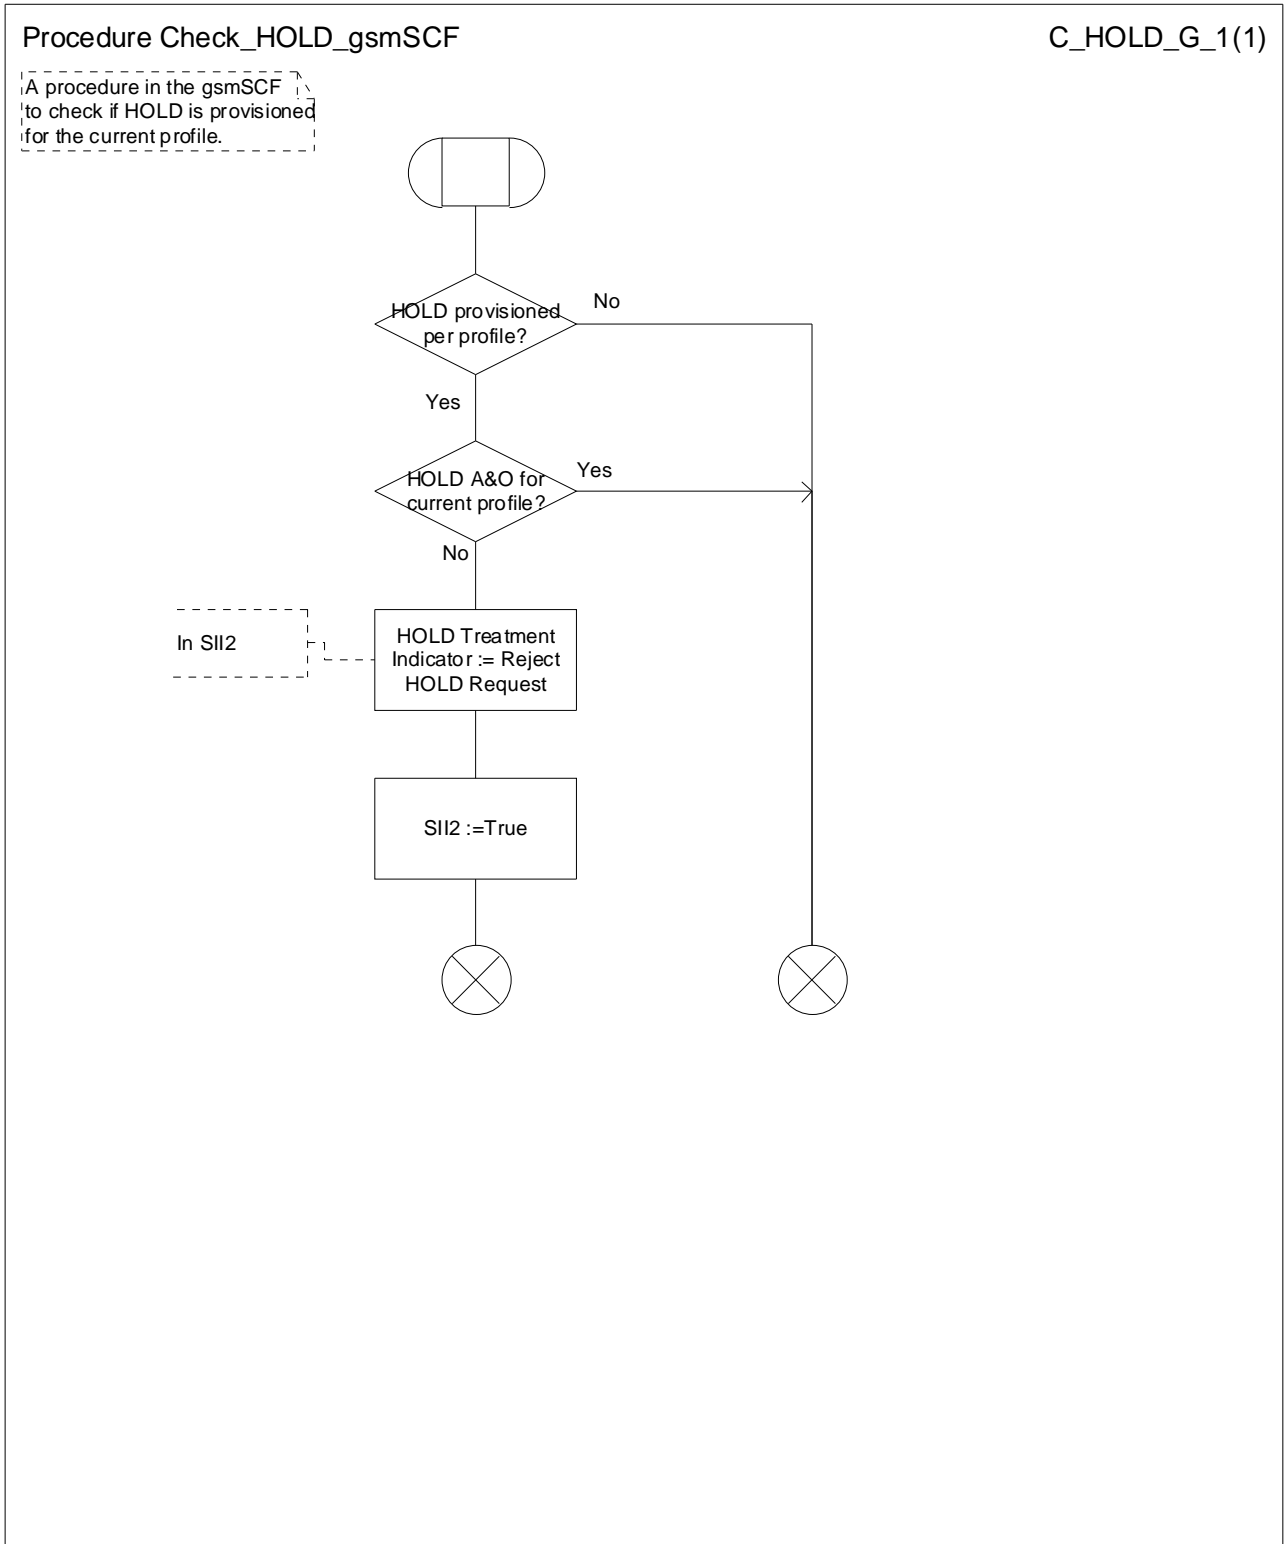 Procedure Check_HOLD_gsmSCF
C_HOLD_G_1(1)
A procedure in the gsmSCF
to check if HOLD is provisioned
for the current profile.
HOLD provisioned
per profile?
No
Yes
HOLD A&O for
current profile?
Yes
No
In SII2
HOLD Treatment
Indicator := Reject
HOLD Request
SII2 :=True